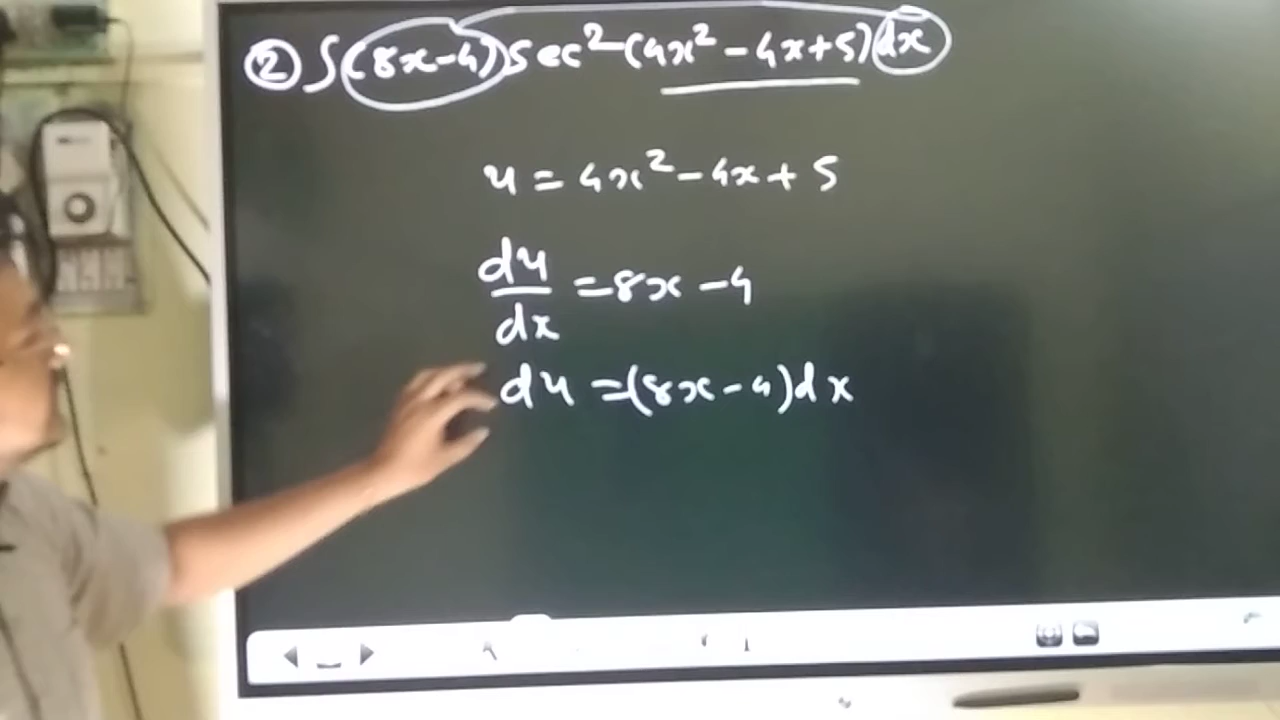 ② ∫(8x-4)sec²(4x²-4x+5)dx
u = 4x² - 4x + 5
du/dx = 8x - 4
du = (8x-4)dx